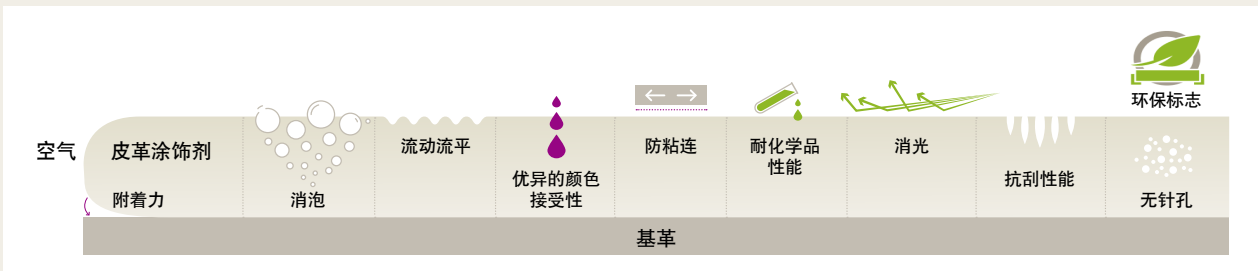 环保标志
空气
皮革涂饰剂
附着力
消泡
流动流平
优异的颜色
接受性
防粘连
耐化学品
性能
消光
抗刮性能
无针孔
基革